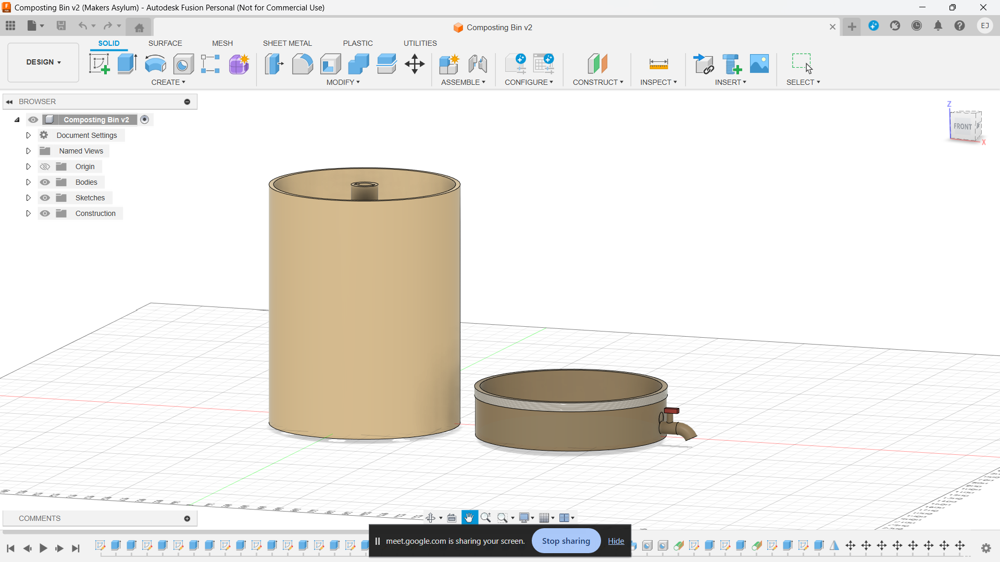 Composting Bin v2 (Makers Asylum) - Autodesk Fusion Personal (Not for Commercial Use)
Composting Bin v2
EJ
SOLID
SURFACE
MESH
SHEET METAL
PLASTIC
UTILITIES
DESIGN
CREATE
MODIFY
ASSEMBLE
CONFIGURE
CONSTRUCT
INSPECT
INSERT
SELECT
BROWSER
Composting Bin v2
Document Settings
Named Views
Origin
Bodies
Sketches
Construction
Z
FRONT
X
COMMENTS
meet.google.com is sharing your screen.
Stop sharing
Hide